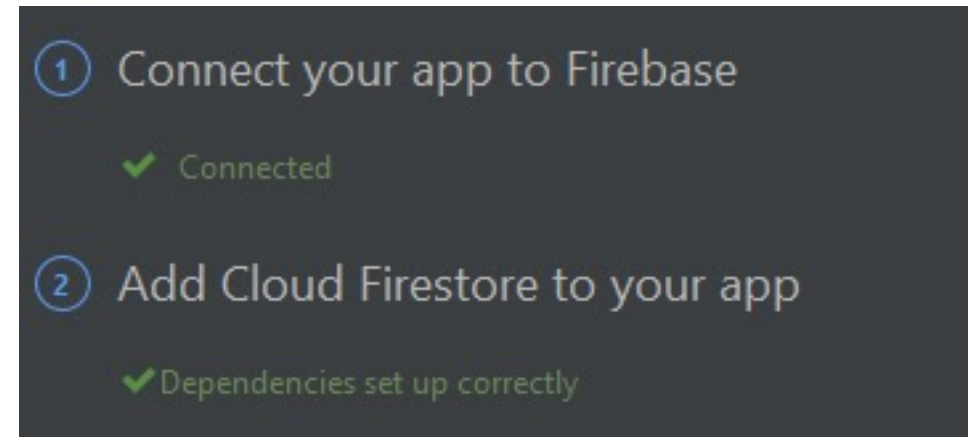 1 Connect your app to Firebase
Connected
2 Add Cloud Firestore to your app
Dependencies set up correctly